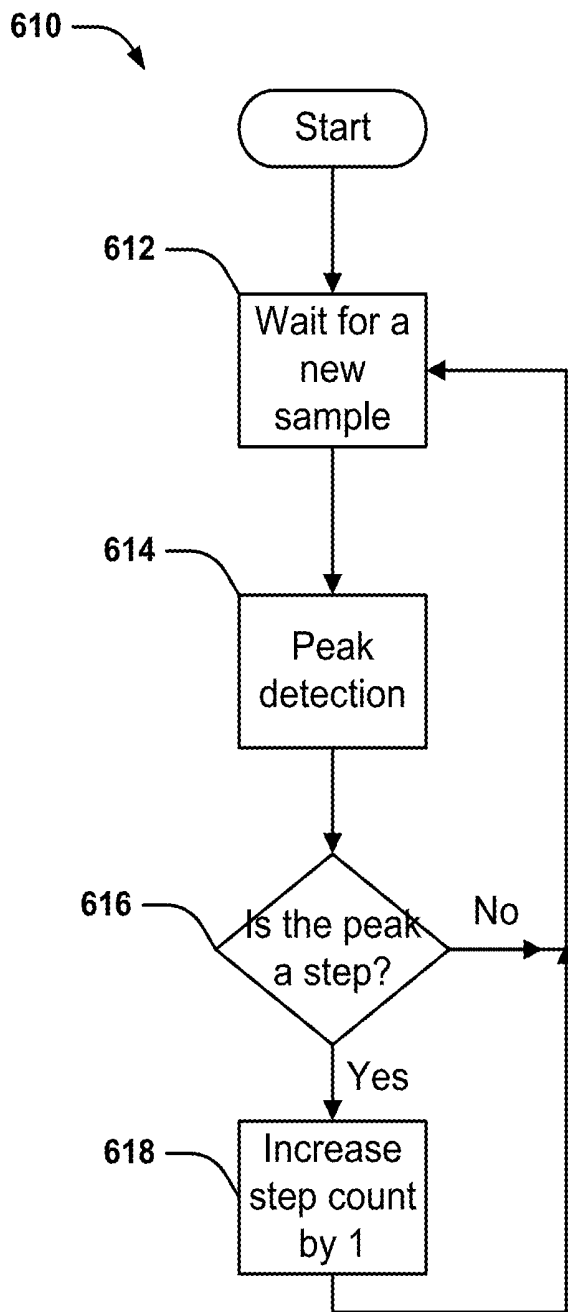 610
Start
612
Wait for a
new
sample
614
Peak
detection
616
Is the peak
a step?
No
Yes
618
Increase
step count
by 1